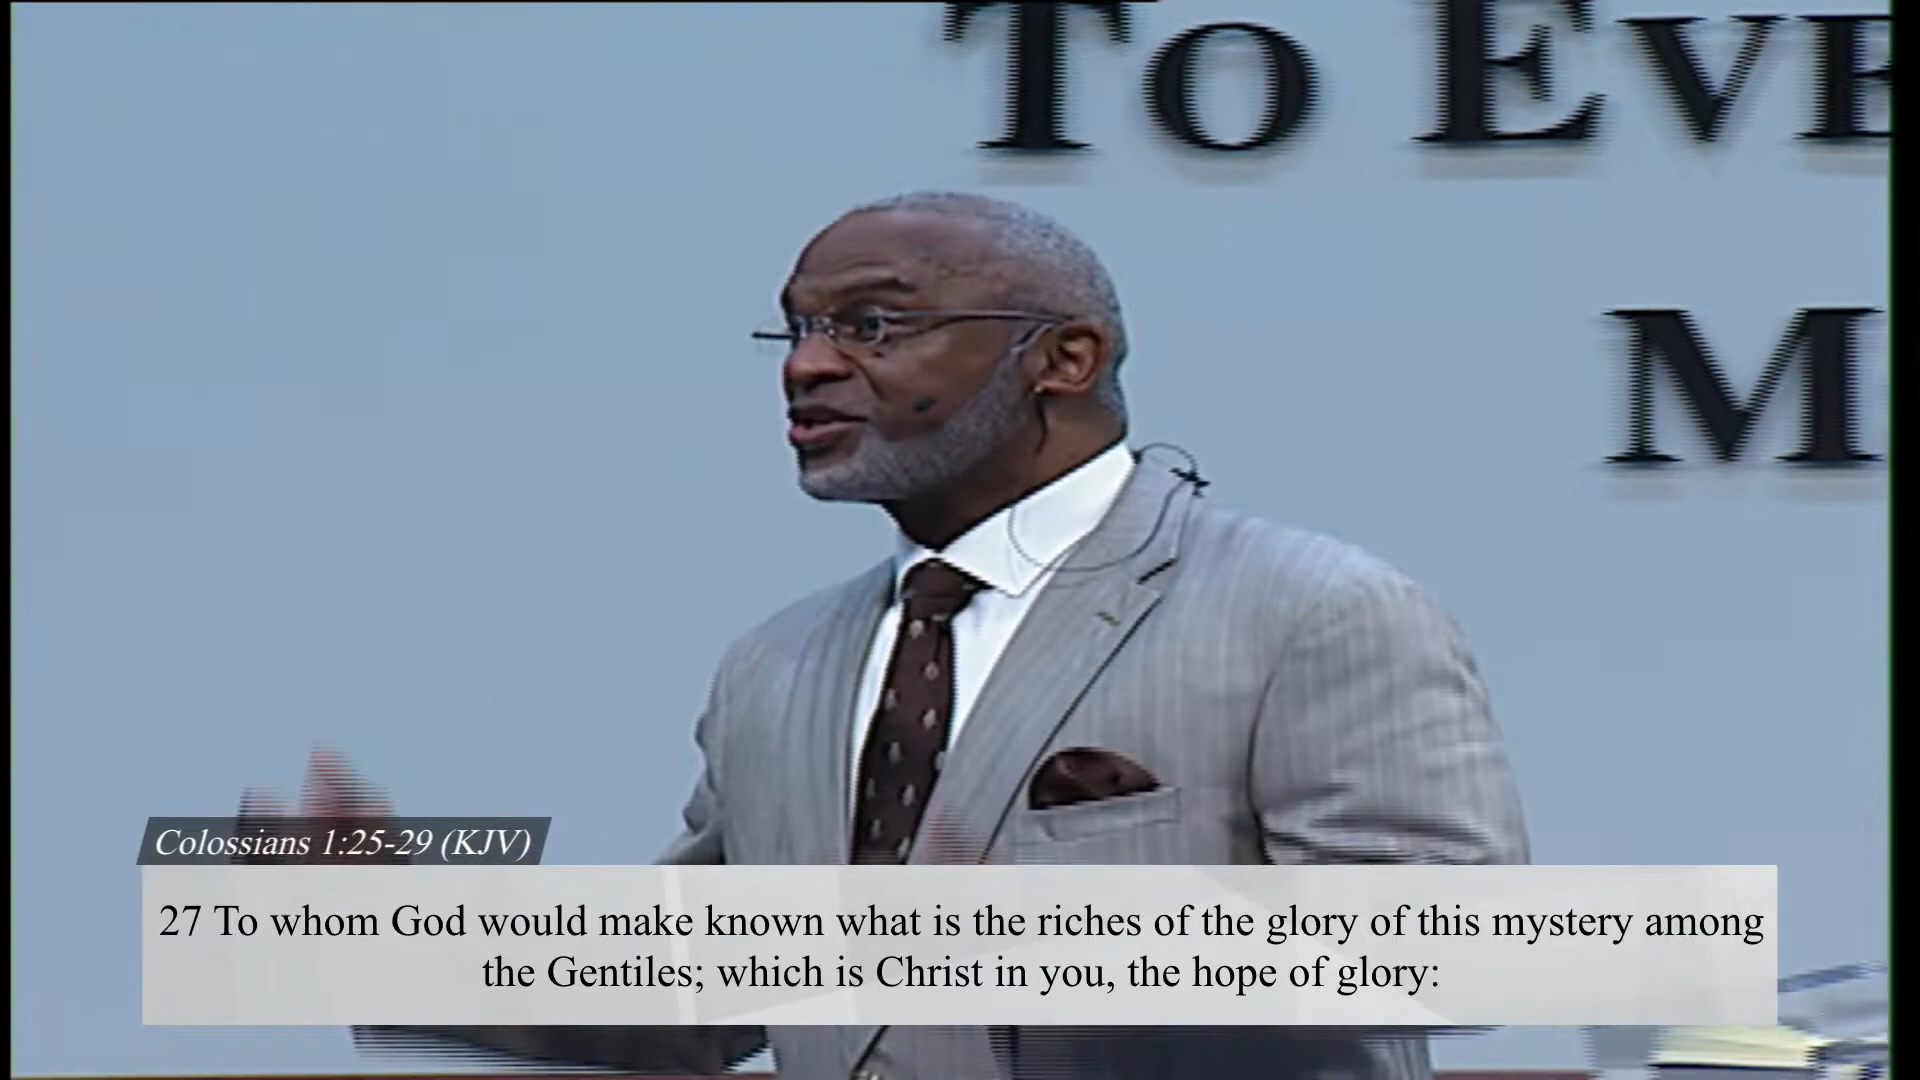 To Eve
M
Colossians 1:25-29 (KJV)
27 To whom God would make known what is the riches of the glory of this mystery among
the Gentiles; which is Christ in you, the hope of glory: